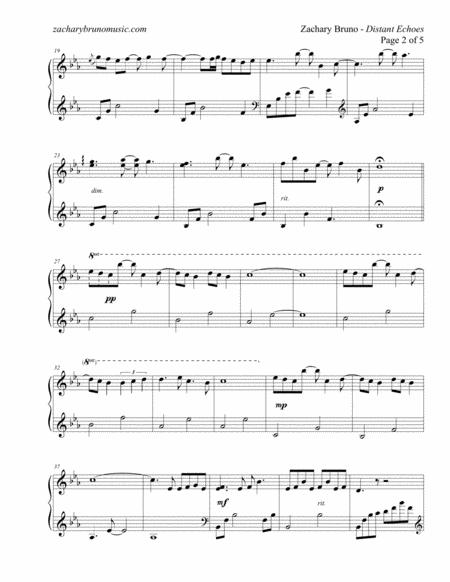 zacharybrunomusic.com
Zachary Bruno - Distant Echoes
Page 2 of 5
19
23
dim.
rit.
p
27
8va
pp
32
(8va)
3
mp
37
mf
rit.